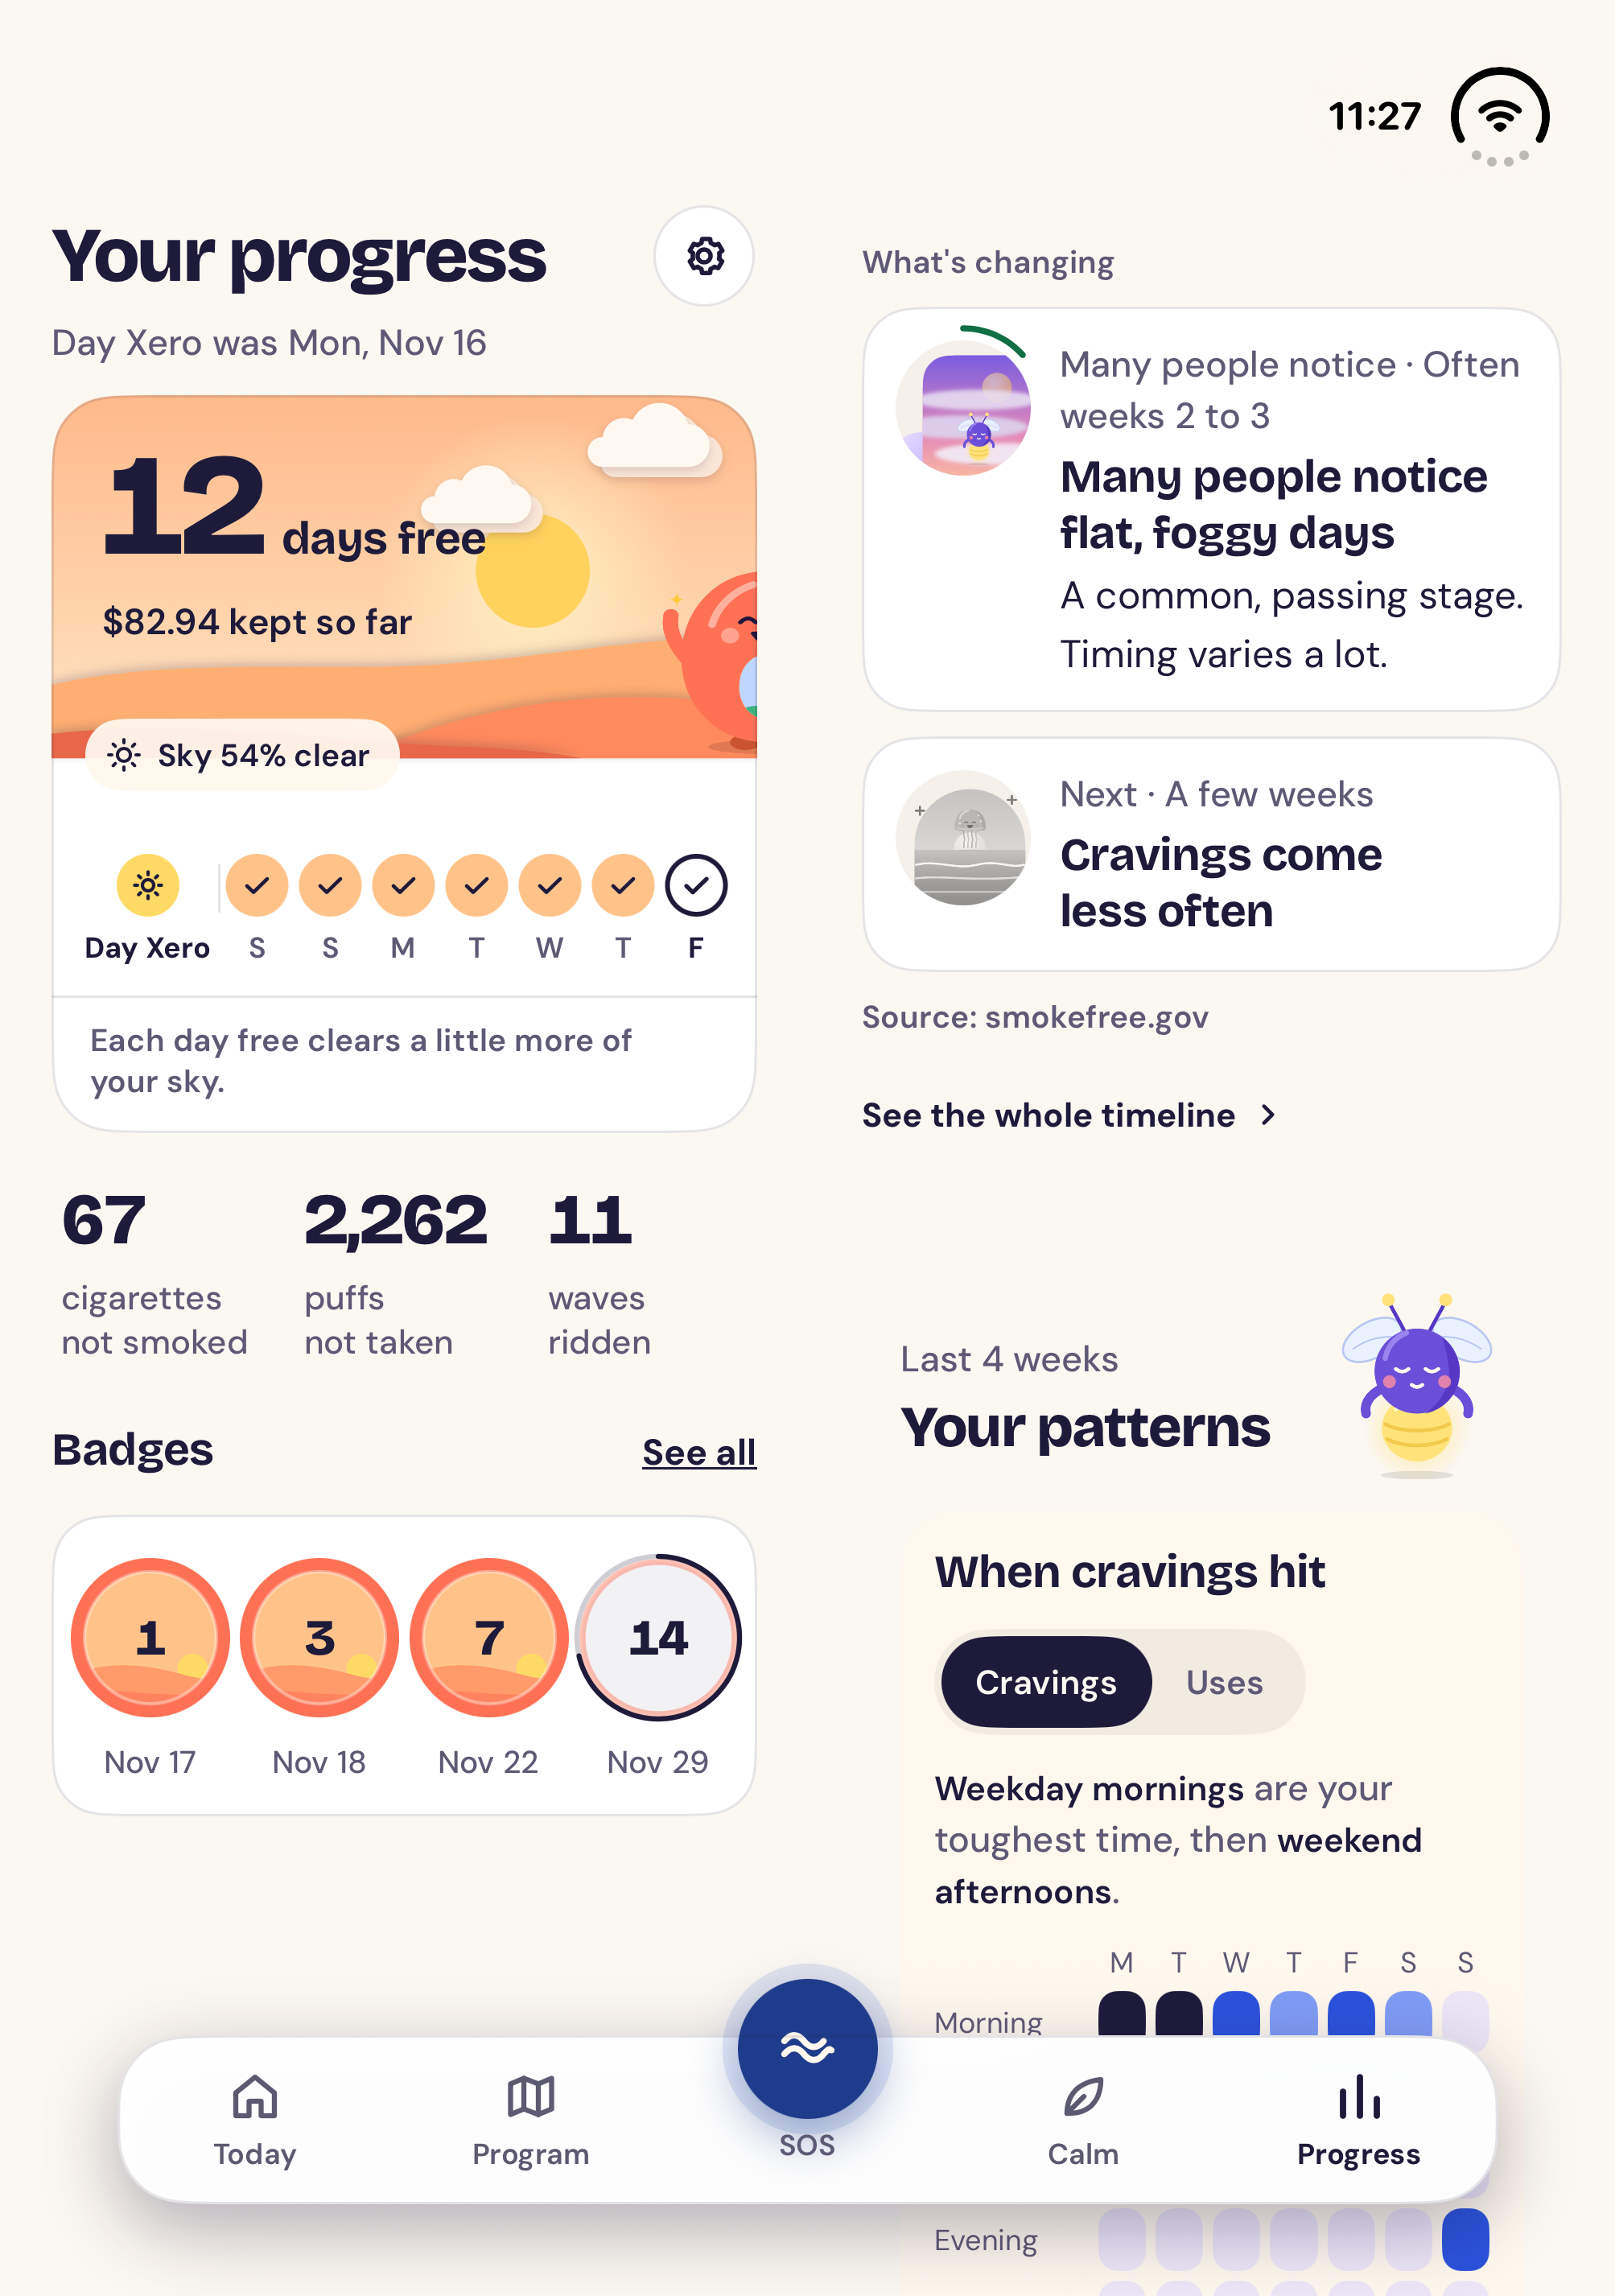 11:27
Your progress
Day Xero was Mon, Nov 16
12 days free
$82.94 kept so far
Sky 54% clear
Day Xero S S M T W T F
Each day free clears a little more of
your sky.
67 2,262 11
cigarettes puffs waves
not smoked not taken ridden
Badges See all
1 3 7 14
Nov 17 Nov 18 Nov 22 Nov 29
What's changing
Many people notice · Often
weeks 2 to 3
Many people notice
flat, foggy days
A common, passing stage.
Timing varies a lot.
Next · A few weeks
Cravings come
less often
Source: smokefree.gov
See the whole timeline
Last 4 weeks
Your patterns
When cravings hit
Cravings Uses
Weekday mornings are your
toughest time, then weekend
afternoons.
M T W T F S S
Morning
Evening
Today Program SOS Calm Progress